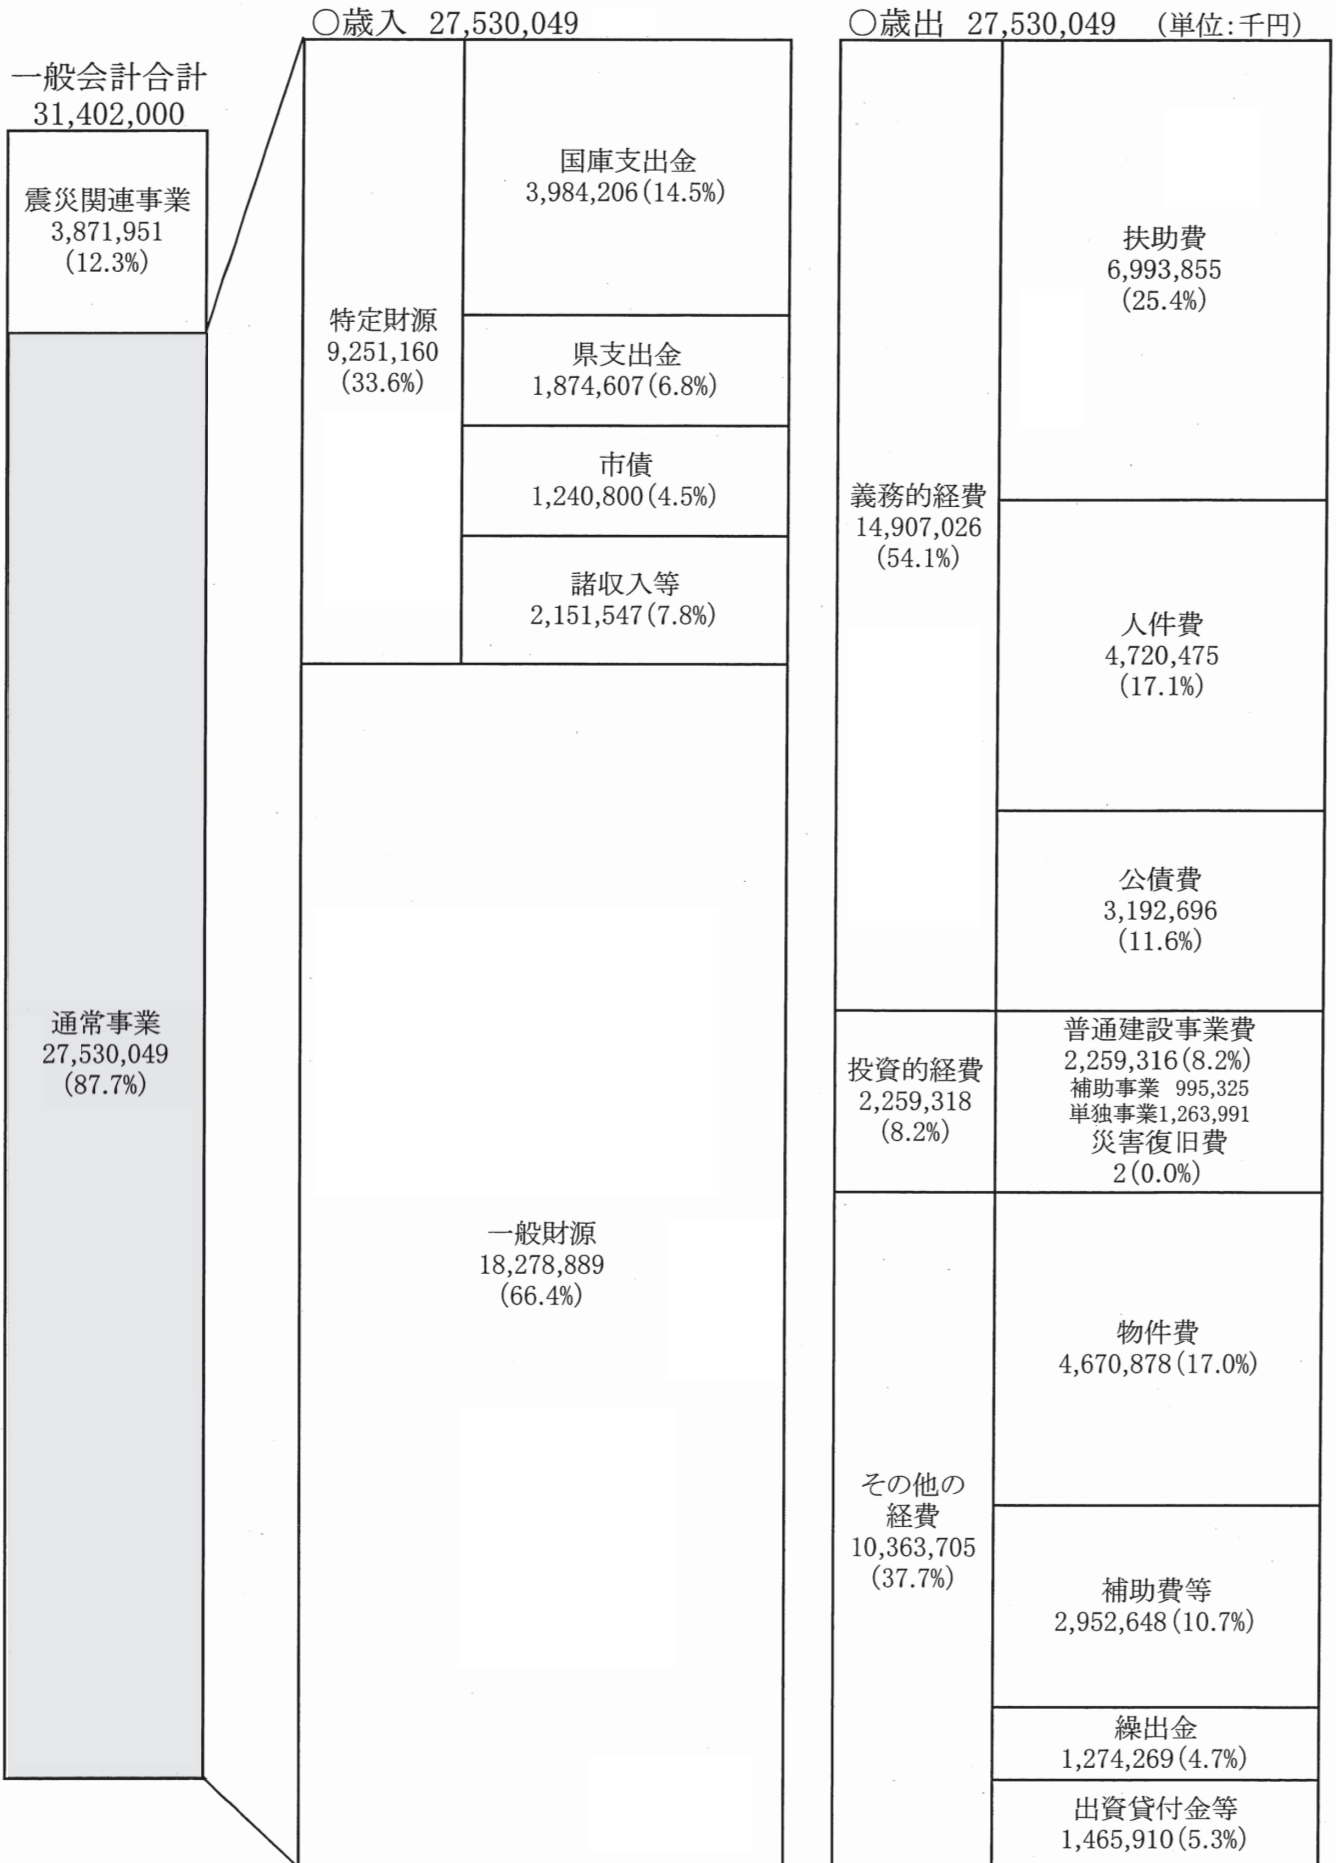 一般会計合計
31,402,000
震災関連事業
3,871,951
(12.3%)
通常事業
27,530,049
(87.7%)
○歳入 27,530,049
特定財源
9,251,160
(33.6%)
国庫支出金
3,984,206(14.5%)
県支出金
1,874,607(6.8%)
市債
1,240,800(4.5%)
諸収入等
2,151,547(7.8%)
一般財源
18,278,889
(66.4%)
○歳出 27,530,049 (単位:千円)
義務的経費
14,907,026
(54.1%)
扶助費
6,993,855
(25.4%)
人件費
4,720,475
(17.1%)
公債費
3,192,696
(11.6%)
投資的経費
2,259,318
(8.2%)
普通建設事業費
2,259,316(8.2%)
補助事業 995,325
単独事業1,263,991
災害復旧費
2(0.0%)
その他の
経費
10,363,705
(37.7%)
物件費
4,670,878(17.0%)
補助費等
2,952,648(10.7%)
繰出金
1,274,269(4.7%)
出資貸付金等
1,465,910(5.3%)